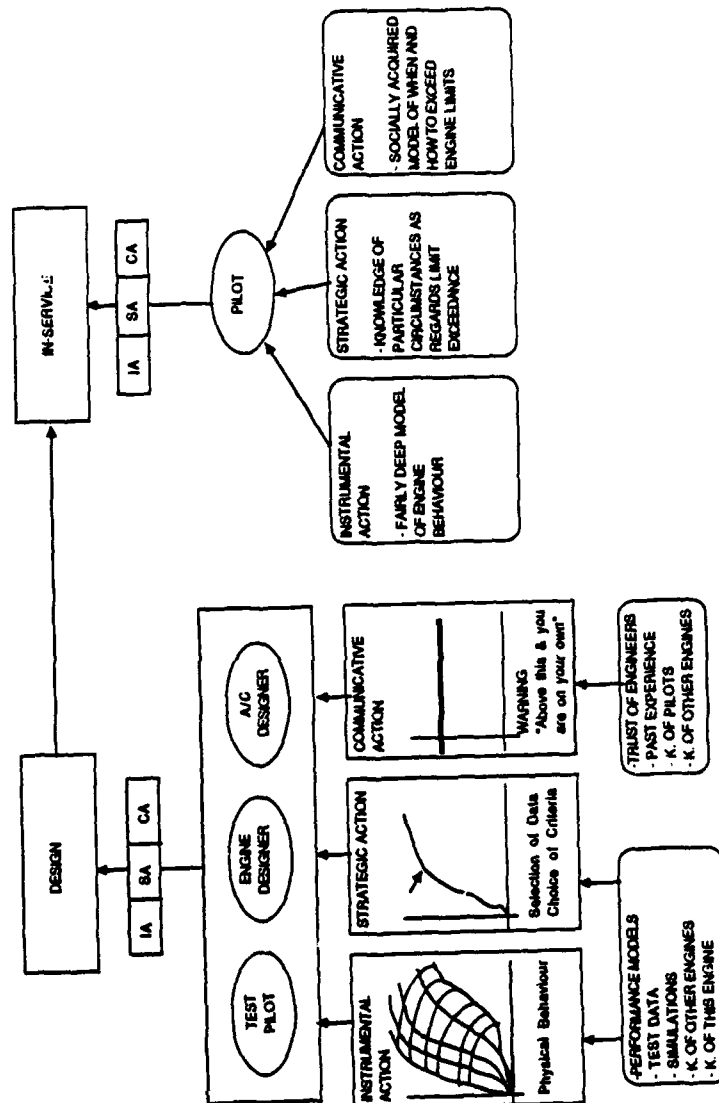 DESIGN
IN-SERVICE
IA SA CA
IA SA CA
TEST
PILOT
ENGINE
DESIGNER
A/C
DESIGNER
PILOT
INSTRUMENTAL
ACTION
Physical Behaviour
STRATEGIC ACTION
Selection of Data
Choice of Criteria
COMMUNICATIVE
ACTION
WARNING
"Above this & you
are on your own"
-PERFORMANCE MODELS
- TEST DATA
- SIMULATIONS
- K. OF OTHER ENGINES
- K. OF THIS ENGINE
-TRUST OF ENGINEERS
- PAST EXPERIENCE
- K. OF PILOTS
- K. OF OTHER ENGINES
INSTRUMENTAL
ACTION
- FAIRLY DEEP MODEL
OF ENGINE
BEHAVIOUR
STRATEGIC ACTION
- KNOWLEDGE OF
PARTICULAR
CIRCUMSTANCES AS
REGARDS LIMIT
EXCEEDANCE
COMMUNICATIVE
ACTION
- SOCIALLY ACQUIRED
MODEL OF WHEN AND
HOW TO EXCEED
ENGINE LIMITS